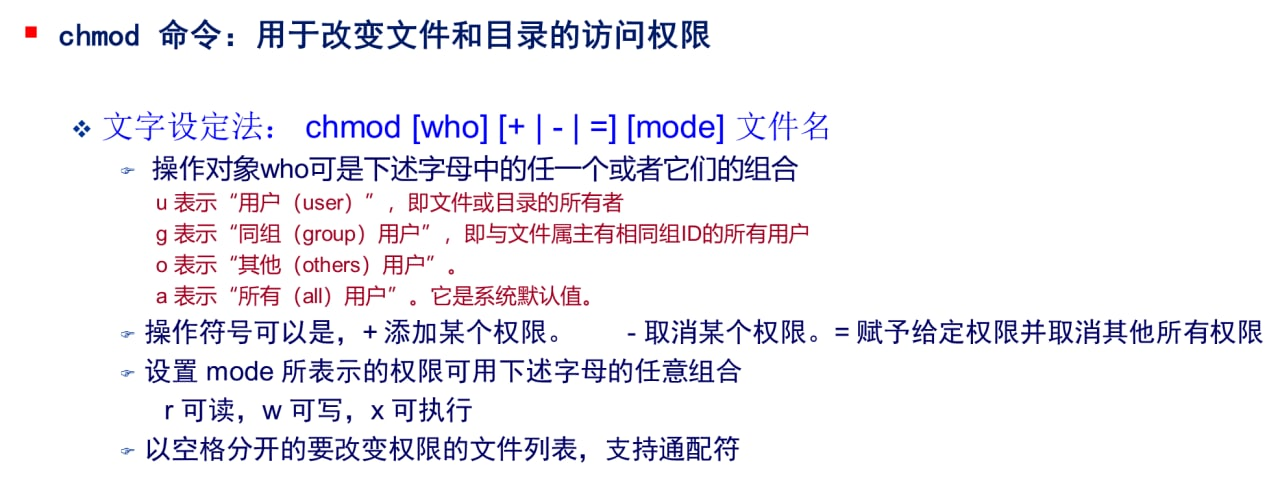 chmod 命令：用于改变文件和目录的访问权限
文字设定法： chmod [who] [+ | - | =] [mode] 文件名
操作对象who可是下述字母中的任一个或者它们的组合
u 表示“用户（user）”，即文件或目录的所有者
g 表示“同组（group）用户”，即与文件属主有相同组ID的所有用户
o 表示“其他（others）用户”。
a 表示“所有（all）用户”。它是系统默认值。
操作符号可以是，+ 添加某个权限。 - 取消某个权限。= 赋予给定权限并取消其他所有权限
设置 mode 所表示的权限可用下述字母的任意组合
r 可读，w 可写，x 可执行
以空格分开的要改变权限的文件列表，支持通配符